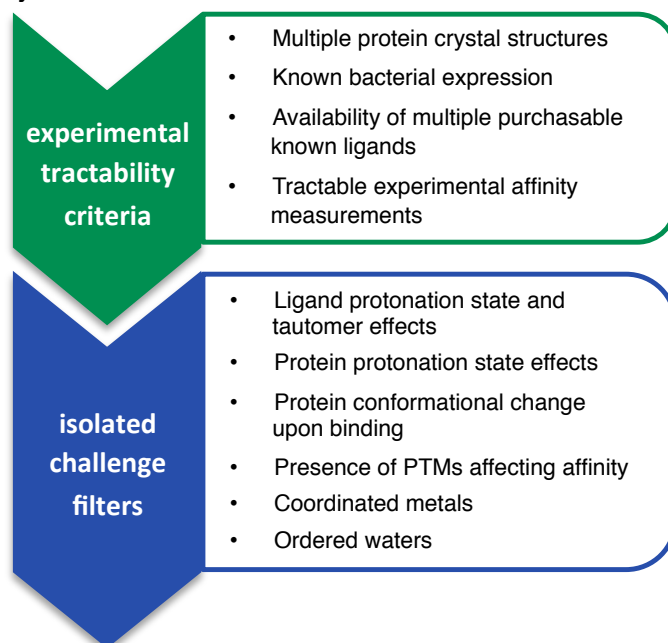 experimental
tractability
criteria
• Multiple protein crystal structures
• Known bacterial expression
• Availability of multiple purchasable
known ligands
• Tractable experimental affinity
measurements
isolated
challenge
filters
• Ligand protonation state and
tautomer effects
• Protein protonation state effects
• Protein conformational change
upon binding
• Presence of PTMs affecting affinity
• Coordinated metals
• Ordered waters